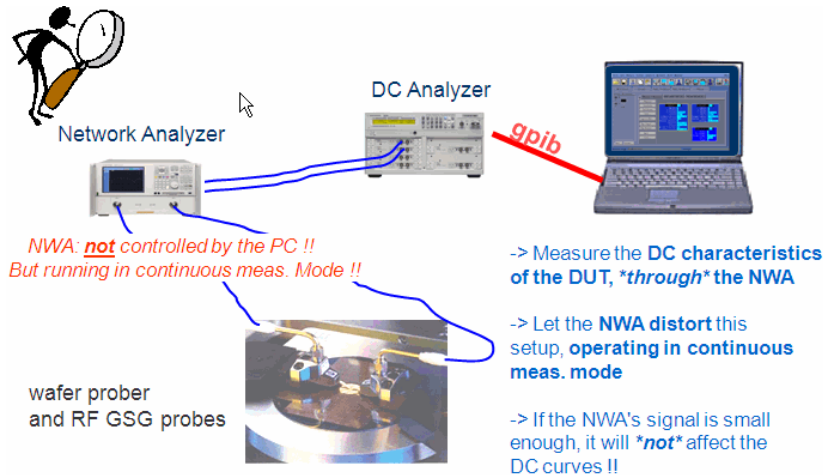 DC Analyzer
Network Analyzer
gpib
NWA: not controlled by the PC !!
But running in continuous meas. Mode !!
-> Measure the DC characteristics
of the DUT, *through* the NWA
-> Let the NWA distort this
setup, operating in continuous
meas. mode
-> If the NWA's signal is small
enough, it will *not* affect the
DC curves !!
wafer prober
and RF GSG probes